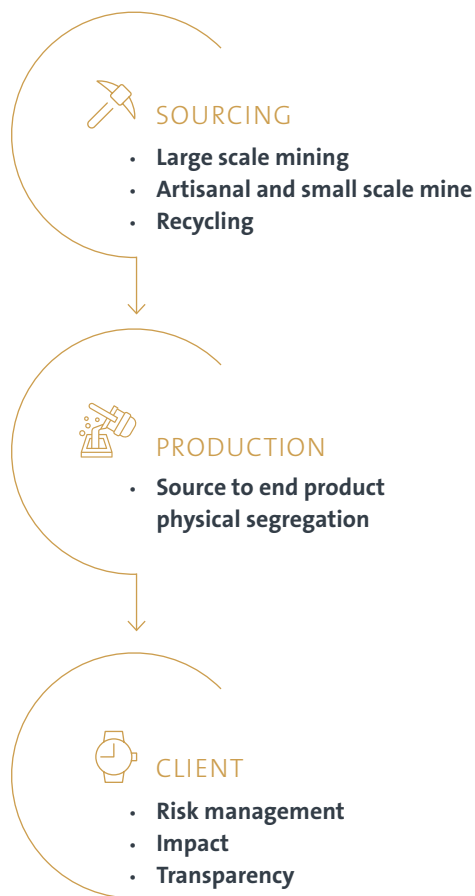 SOURCING
• Large scale mining
• Artisanal and small scale mine
• Recycling
PRODUCTION
• Source to end product
physical segregation
CLIENT
• Risk management
• Impact
• Transparency